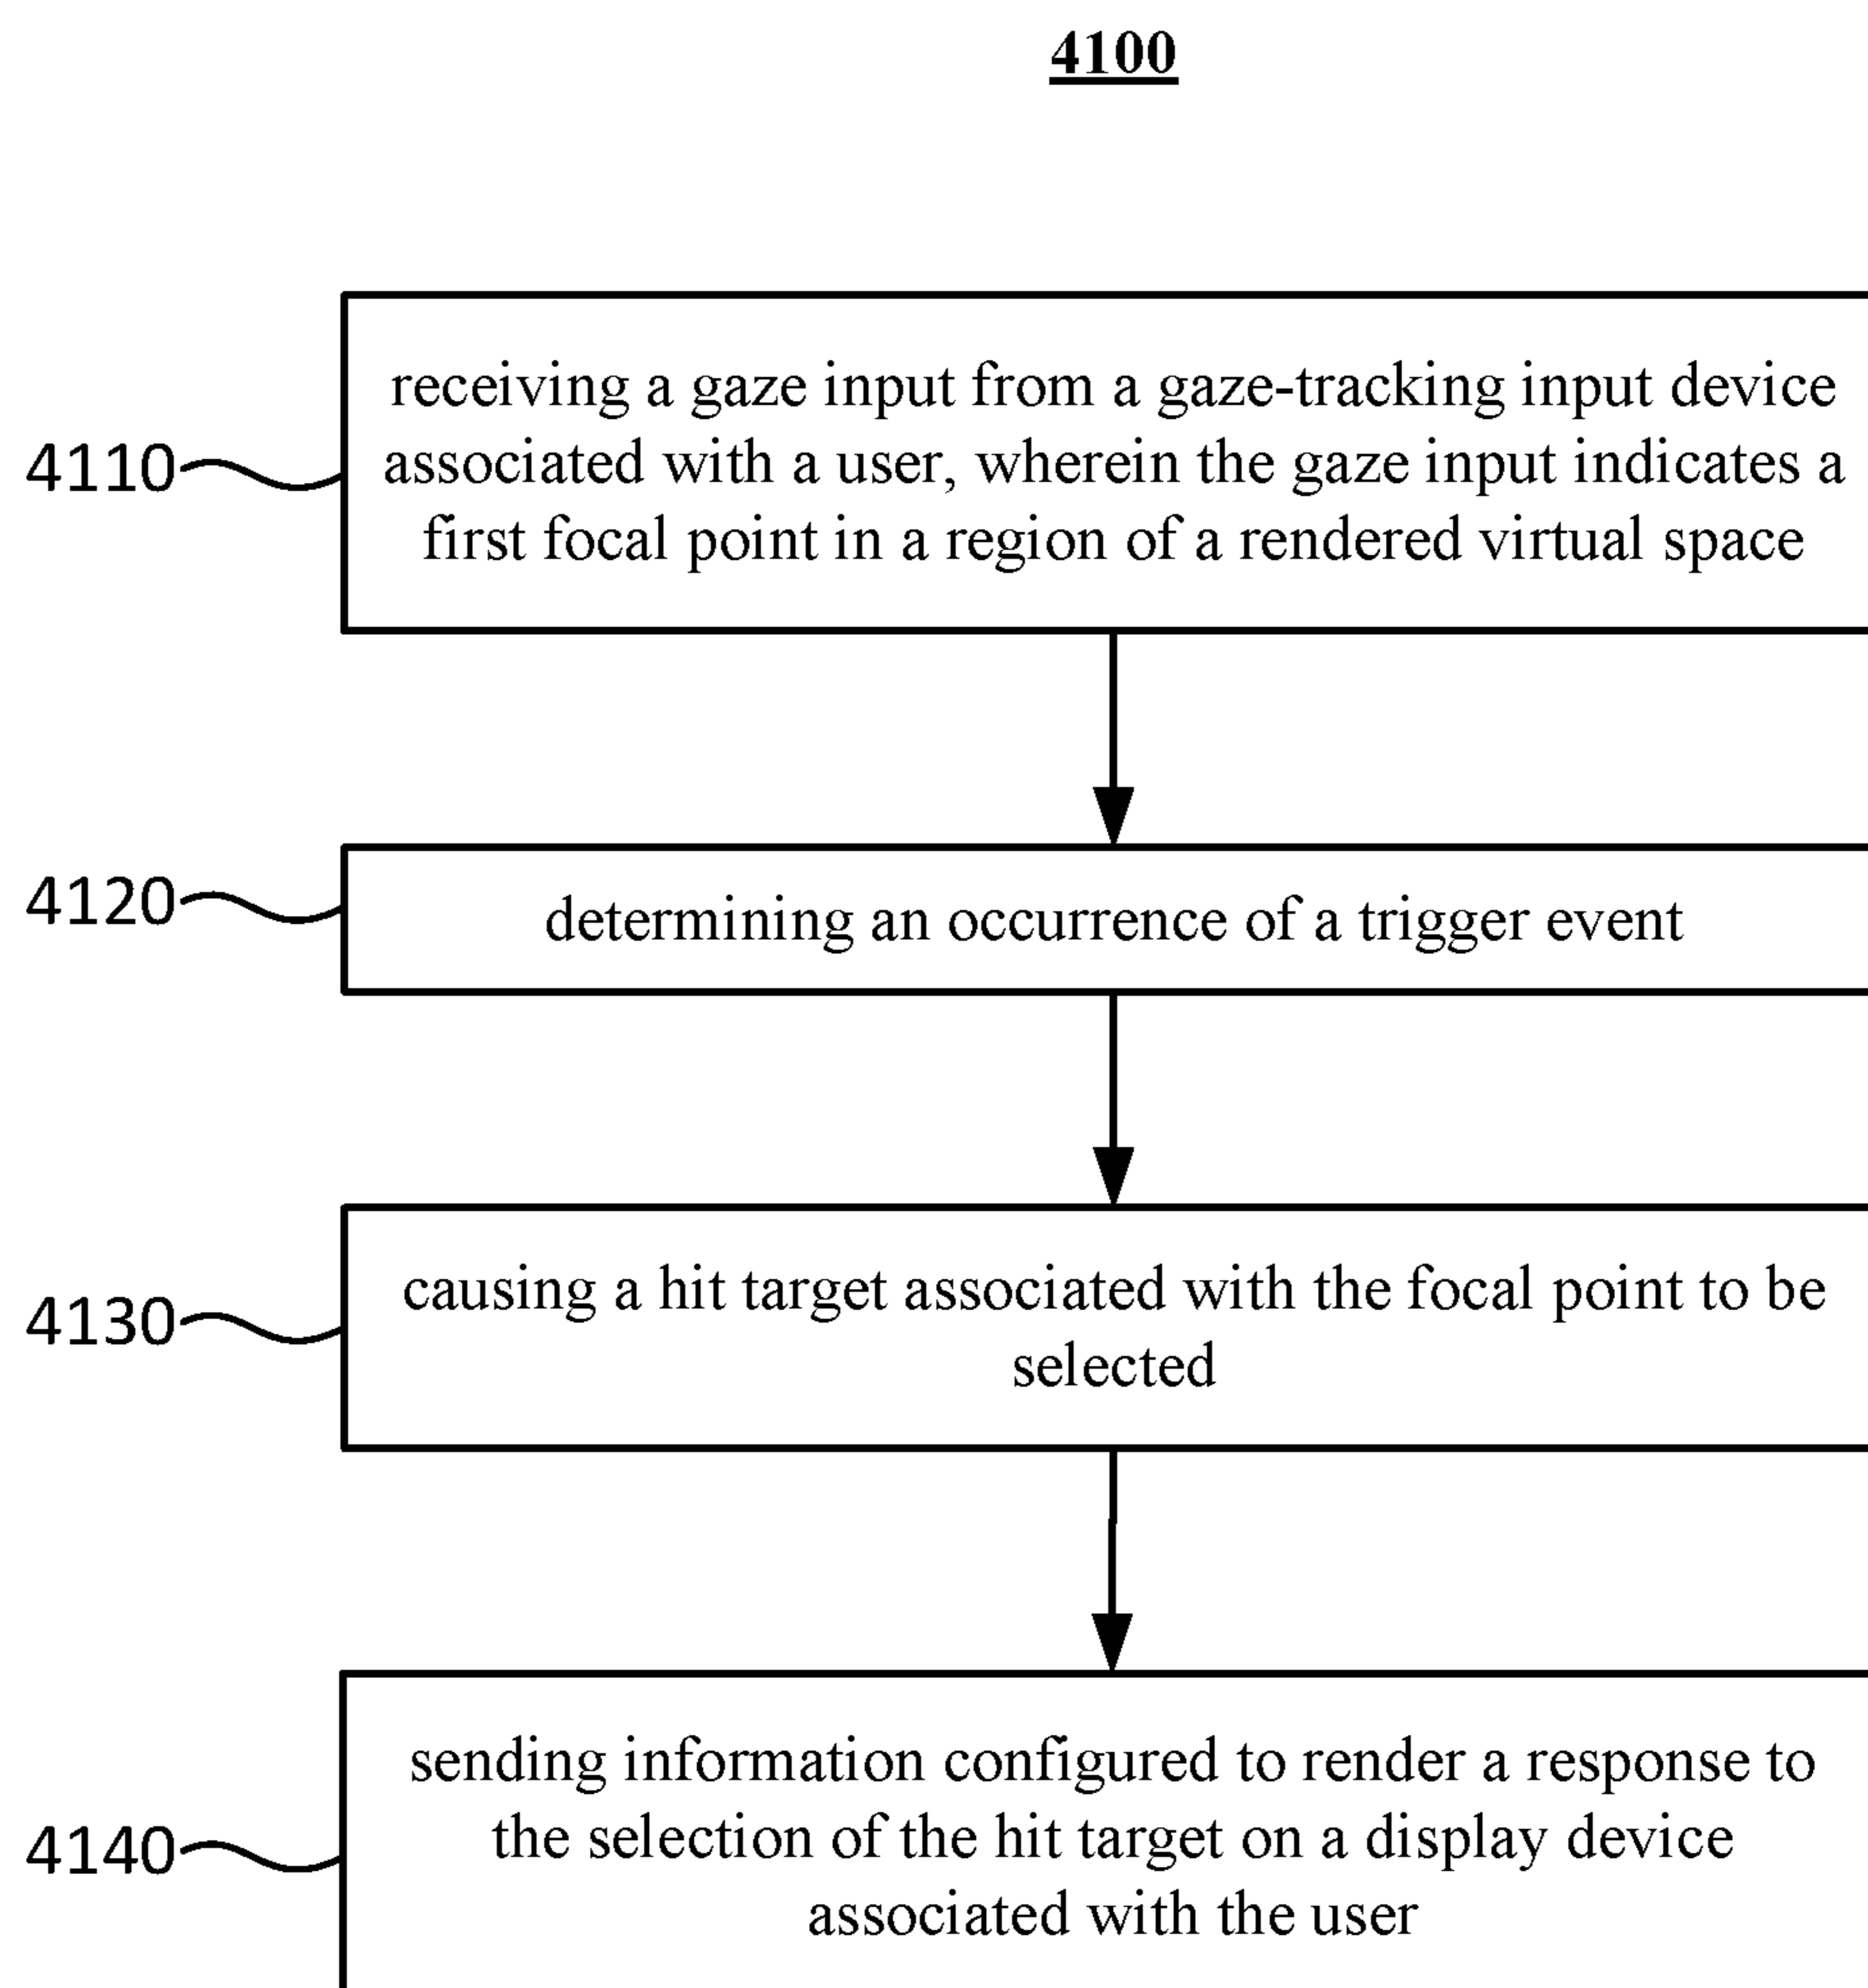 4100
4110
receiving a gaze input from a gaze-tracking input device
associated with a user, wherein the gaze input indicates a
first focal point in a region of a rendered virtual space
4120
determining an occurrence of a trigger event
4130
causing a hit target associated with the focal point to be
selected
4140
sending information configured to render a response to
the selection of the hit target on a display device
associated with the user